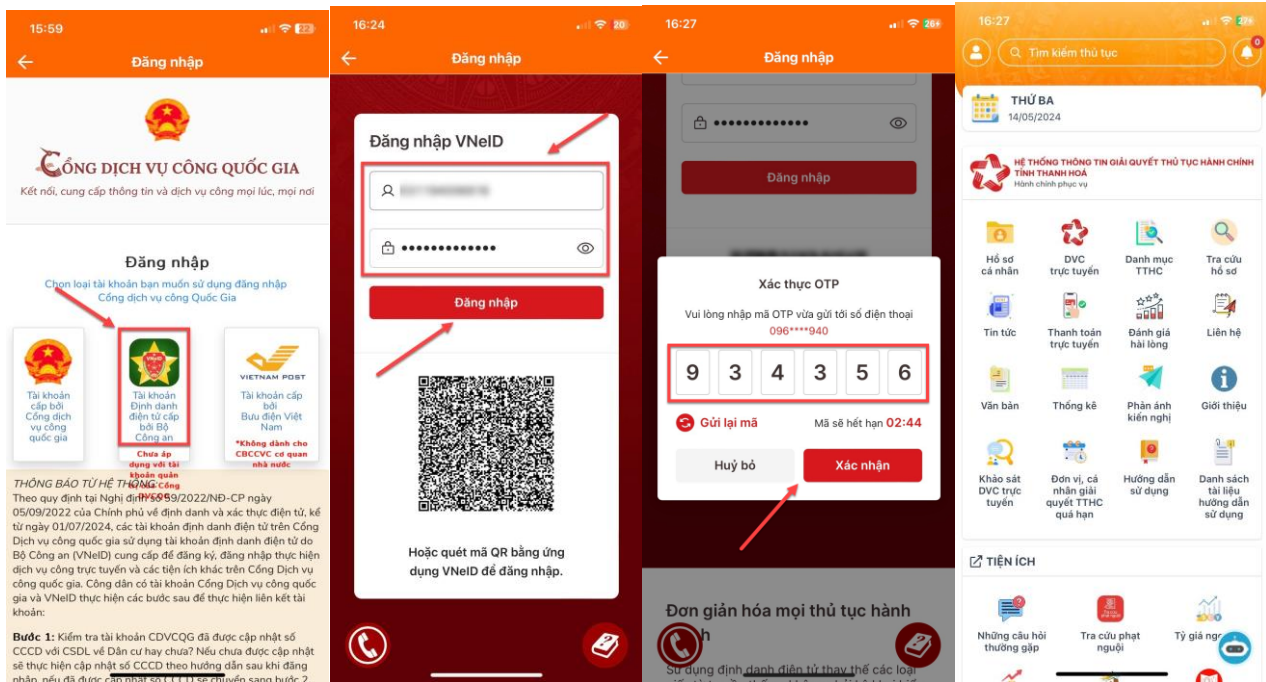 15:59
22
Đăng nhập
CỔNG DỊCH VỤ CÔNG QUỐC GIA
Kết nối, cung cấp thông tin và dịch vụ công mọi lúc, mọi nơi
Đăng nhập
Chọn loại tài khoản bạn muốn sử dụng đăng nhập
Cổng dịch vụ công Quốc Gia
Tài khoản
cấp bởi
Cổng dịch
vụ công
quốc gia
Tài khoản
Định danh
điện tử cấp
bởi Bộ
Công an
Chưa áp
dụng với tài
khoản quản
trị của Cổng
DVCQG
VIETNAM POST
Tài khoản cấp
bởi
Bưu điện Việt
Nam
*Không dành cho
CBCCVC cơ quan
nhà nước
THÔNG BÁO TỪ HỆ THỐNG:
Theo quy định tại Nghị định số 59/2022/NĐ-CP ngày
05/09/2022 của Chính phủ về định danh và xác thực điện tử, kể
từ ngày 01/07/2024, các tài khoản định danh điện tử trên Cổng
Dịch vụ công quốc gia sử dụng tài khoản định danh điện tử do
Bộ Công an (VNeID) cung cấp để đăng ký, đăng nhập thực hiện
dịch vụ công trực tuyến và các tiện ích khác trên Cổng Dịch vụ
công quốc gia. Công dân có tài khoản Cổng Dịch vụ công quốc
gia và VNeID thực hiện các bước sau để thực hiện liên kết tài
khoản:
Bước 1: Kiểm tra tài khoản CDVCQG đã được cập nhật số
CCCD với CSDL về Dân cư hay chưa? Nếu chưa được cập nhật
sẽ thực hiện cập nhật số CCCD theo hướng dẫn sau khi đăng
nhập, nếu đã được cập nhật số CCCD sẽ chuyển sang bước 2
16:24
20
Đăng nhập
Đăng nhập VNeID
•••••••••••••
Đăng nhập
Hoặc quét mã QR bằng ứng
dụng VNeID để đăng nhập.
16:27
26
Đăng nhập
•••••••••••••
Đăng nhập
Xác thực OTP
Vui lòng nhập mã OTP vừa gửi tới số điện thoại
096****940
9 3 4 3 5 6
Gửi lại mã
Mã sẽ hết hạn 02:44
Huỷ bỏ
Xác nhận
Đơn giản hóa mọi thủ tục hành
Sử dụng định danh điện tử thay thế các loại
16:27
27
Tìm kiếm thủ tục
0
THỨ BA
14/05/2024
HỆ THỐNG THÔNG TIN GIẢI QUYẾT THỦ TỤC HÀNH CHÍNH
TỈNH THANH HOÁ
Hành chính phục vụ
Hồ sơ
cá nhân
DVC
trực tuyến
Danh mục
TTHC
Tra cứu
hồ sơ
Tin tức
Thanh toán
trực tuyến
Đánh giá
hài lòng
Liên hệ
Văn bản
Thống kê
Phản ánh
kiến nghị
Giới thiệu
Khảo sát
DVC trực
tuyến
Đơn vị, cá
nhân giải
quyết TTHC
quá hạn
Hướng dẫn
sử dụng
Danh sách
tài liệu
hướng dẫn
sử dụng
TIỆN ÍCH
Những câu hỏi
thường gặp
Tra cứu phạt
nguội
Tỷ giá